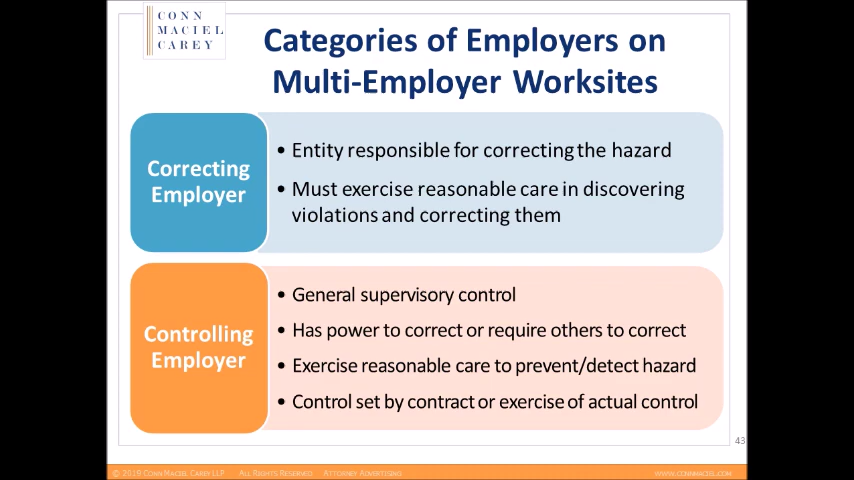 CONN
MACIEL
CAREY
Categories of Employers on
Multi-Employer Worksites
Correcting
Employer
• Entity responsible for correcting the hazard
• Must exercise reasonable care in discovering
violations and correcting them
Controlling
Employer
• General supervisory control
• Has power to correct or require others to correct
• Exercise reasonable care to prevent/detect hazard
• Control set by contract or exercise of actual control
43
© 2019 CONN MACIEL CAREY LLP ALL RIGHTS RESERVED ATTORNEY ADVERTISING WWW.CONNMACIEL.COM